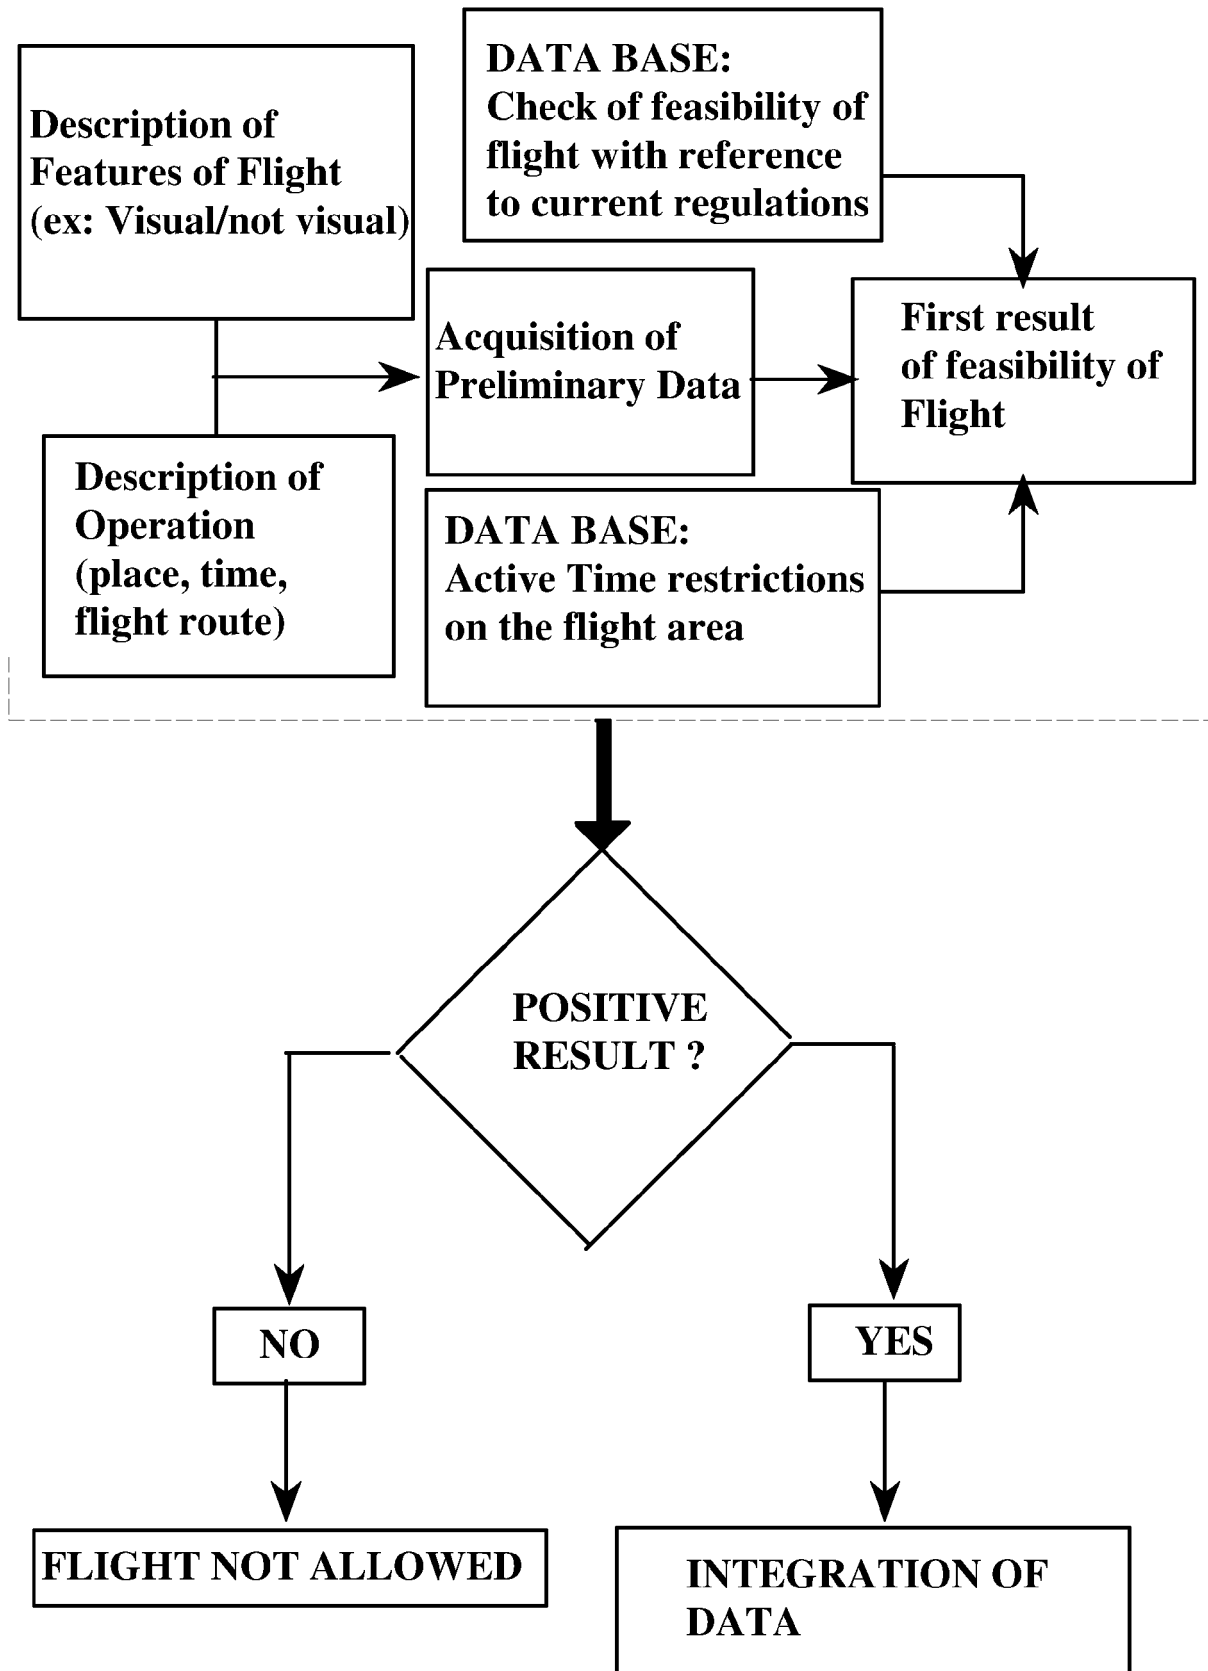 Description of
Features of Flight
(ex: Visual/not visual)
DATA BASE:
Check of feasibility of
flight with reference
to current regulations
Acquisition of
Preliminary Data
First result
of feasibility of
Flight
Description of
Operation
(place, time,
flight route)
DATA BASE:
Active Time restrictions
on the flight area
POSITIVE
RESULT ?
NO
YES
FLIGHT NOT ALLOWED
INTEGRATION OF
DATA